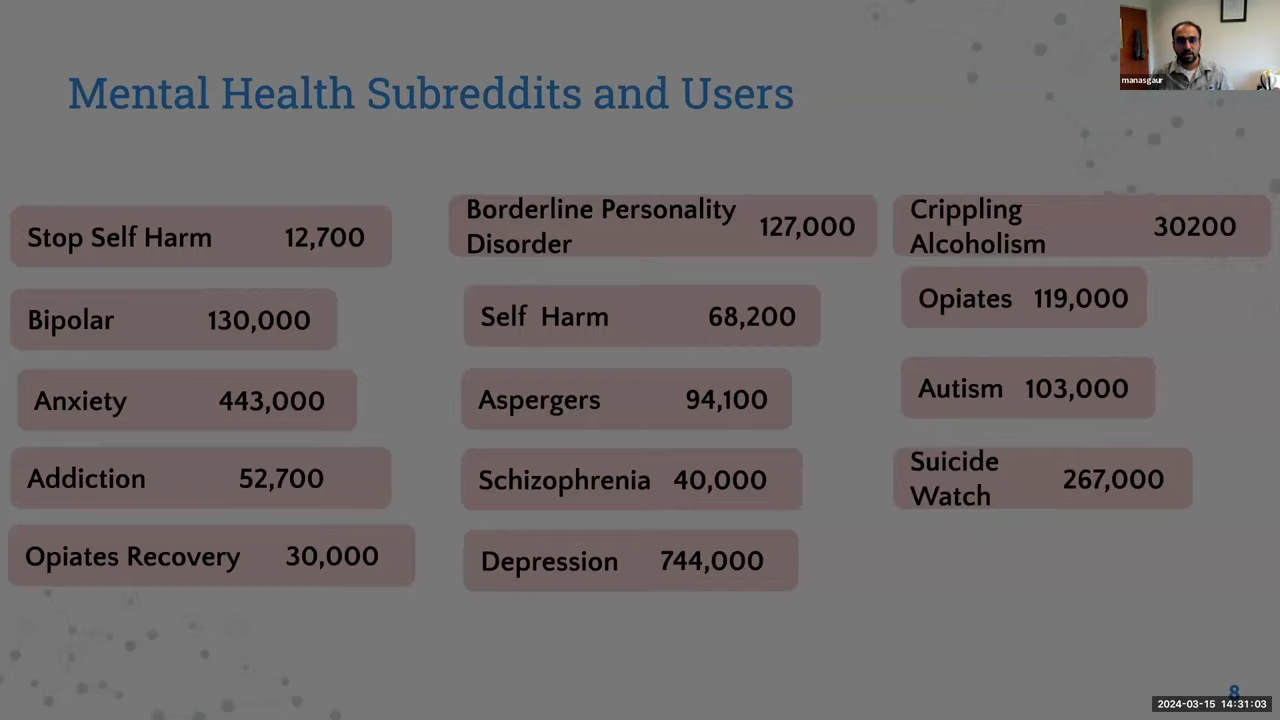 manasgaur
Mental Health Subreddits and Users
Stop Self Harm 12,700
Bipolar 130,000
Anxiety 443,000
Addiction 52,700
Opiates Recovery 30,000
Borderline Personality
Disorder 127,000
Self Harm 68,200
Aspergers 94,100
Schizophrenia 40,000
Depression 744,000
Crippling
Alcoholism 30200
Opiates 119,000
Autism 103,000
Suicide
Watch 267,000
8
2024-03-15 14:31:03